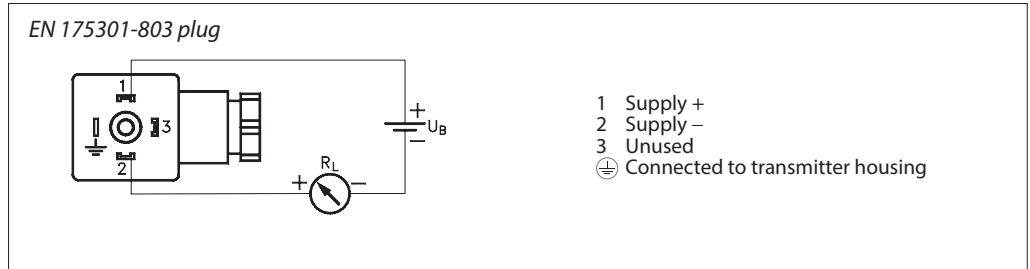 EN 175301-803 plug
1
3
2
+
U_B
−
R_L
+
−
1 Supply +
2 Supply −
3 Unused
⏚ Connected to transmitter housing